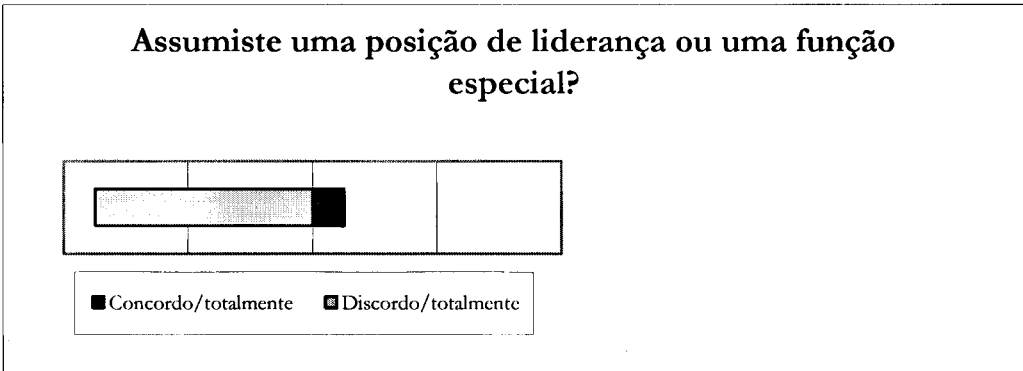 Assumiste uma posição de liderança ou uma função
especial?
Concordo/totalmente Discordo/totalmente